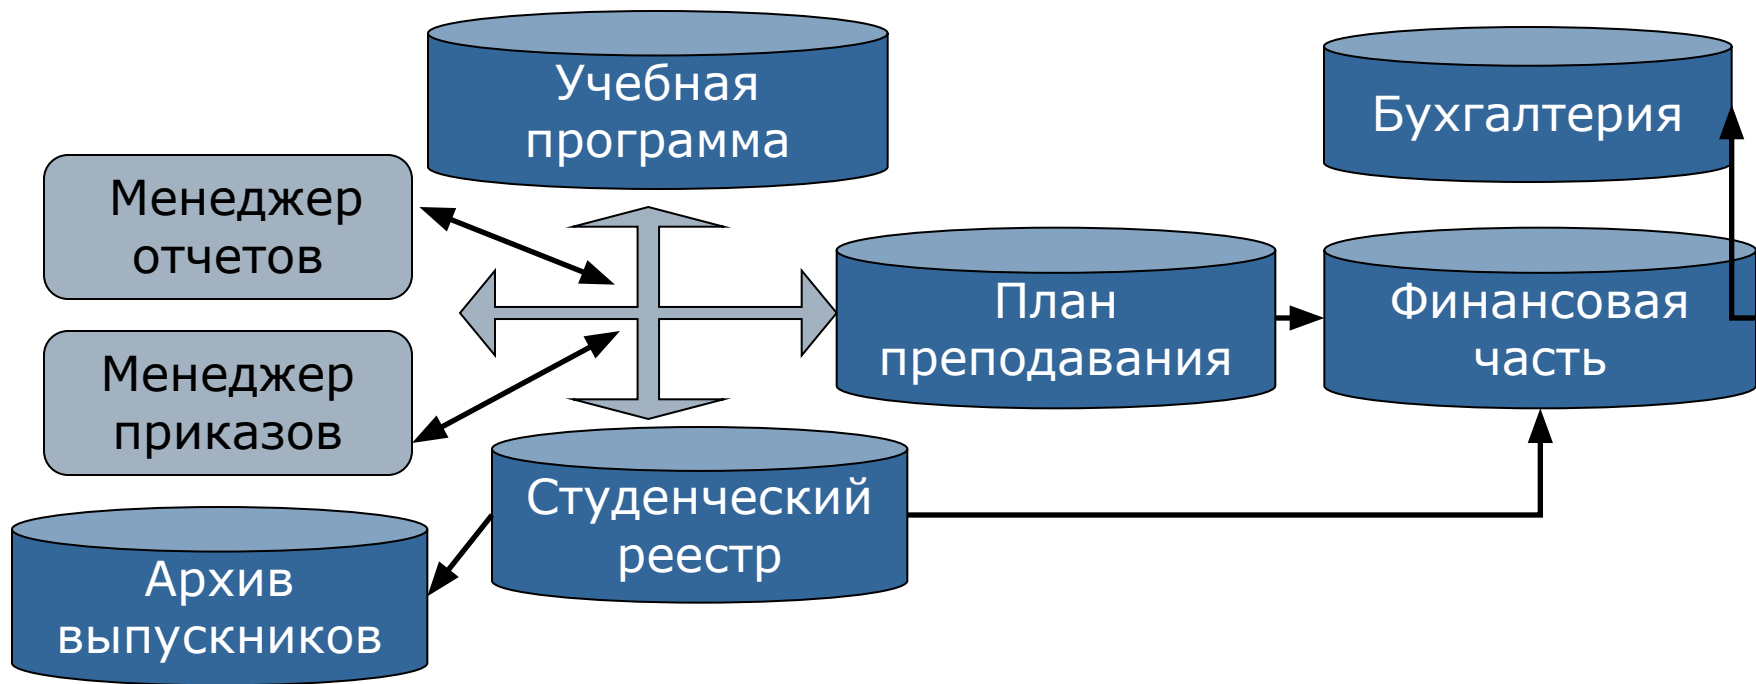 Учебная
программа
Бухгалтерия
Менеджер
отчетов
План
преподавания
Финансовая
часть
Менеджер
приказов
Студенческий
реестр
Архив
выпускников